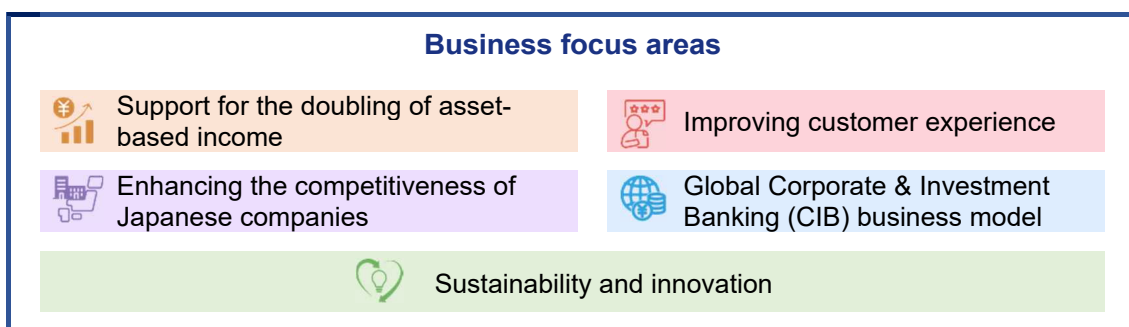 Business focus areas
Support for the doubling of asset-
based income
Improving customer experience
Enhancing the competitiveness of
Japanese companies
Global Corporate & Investment
Banking (CIB) business model
Sustainability and innovation